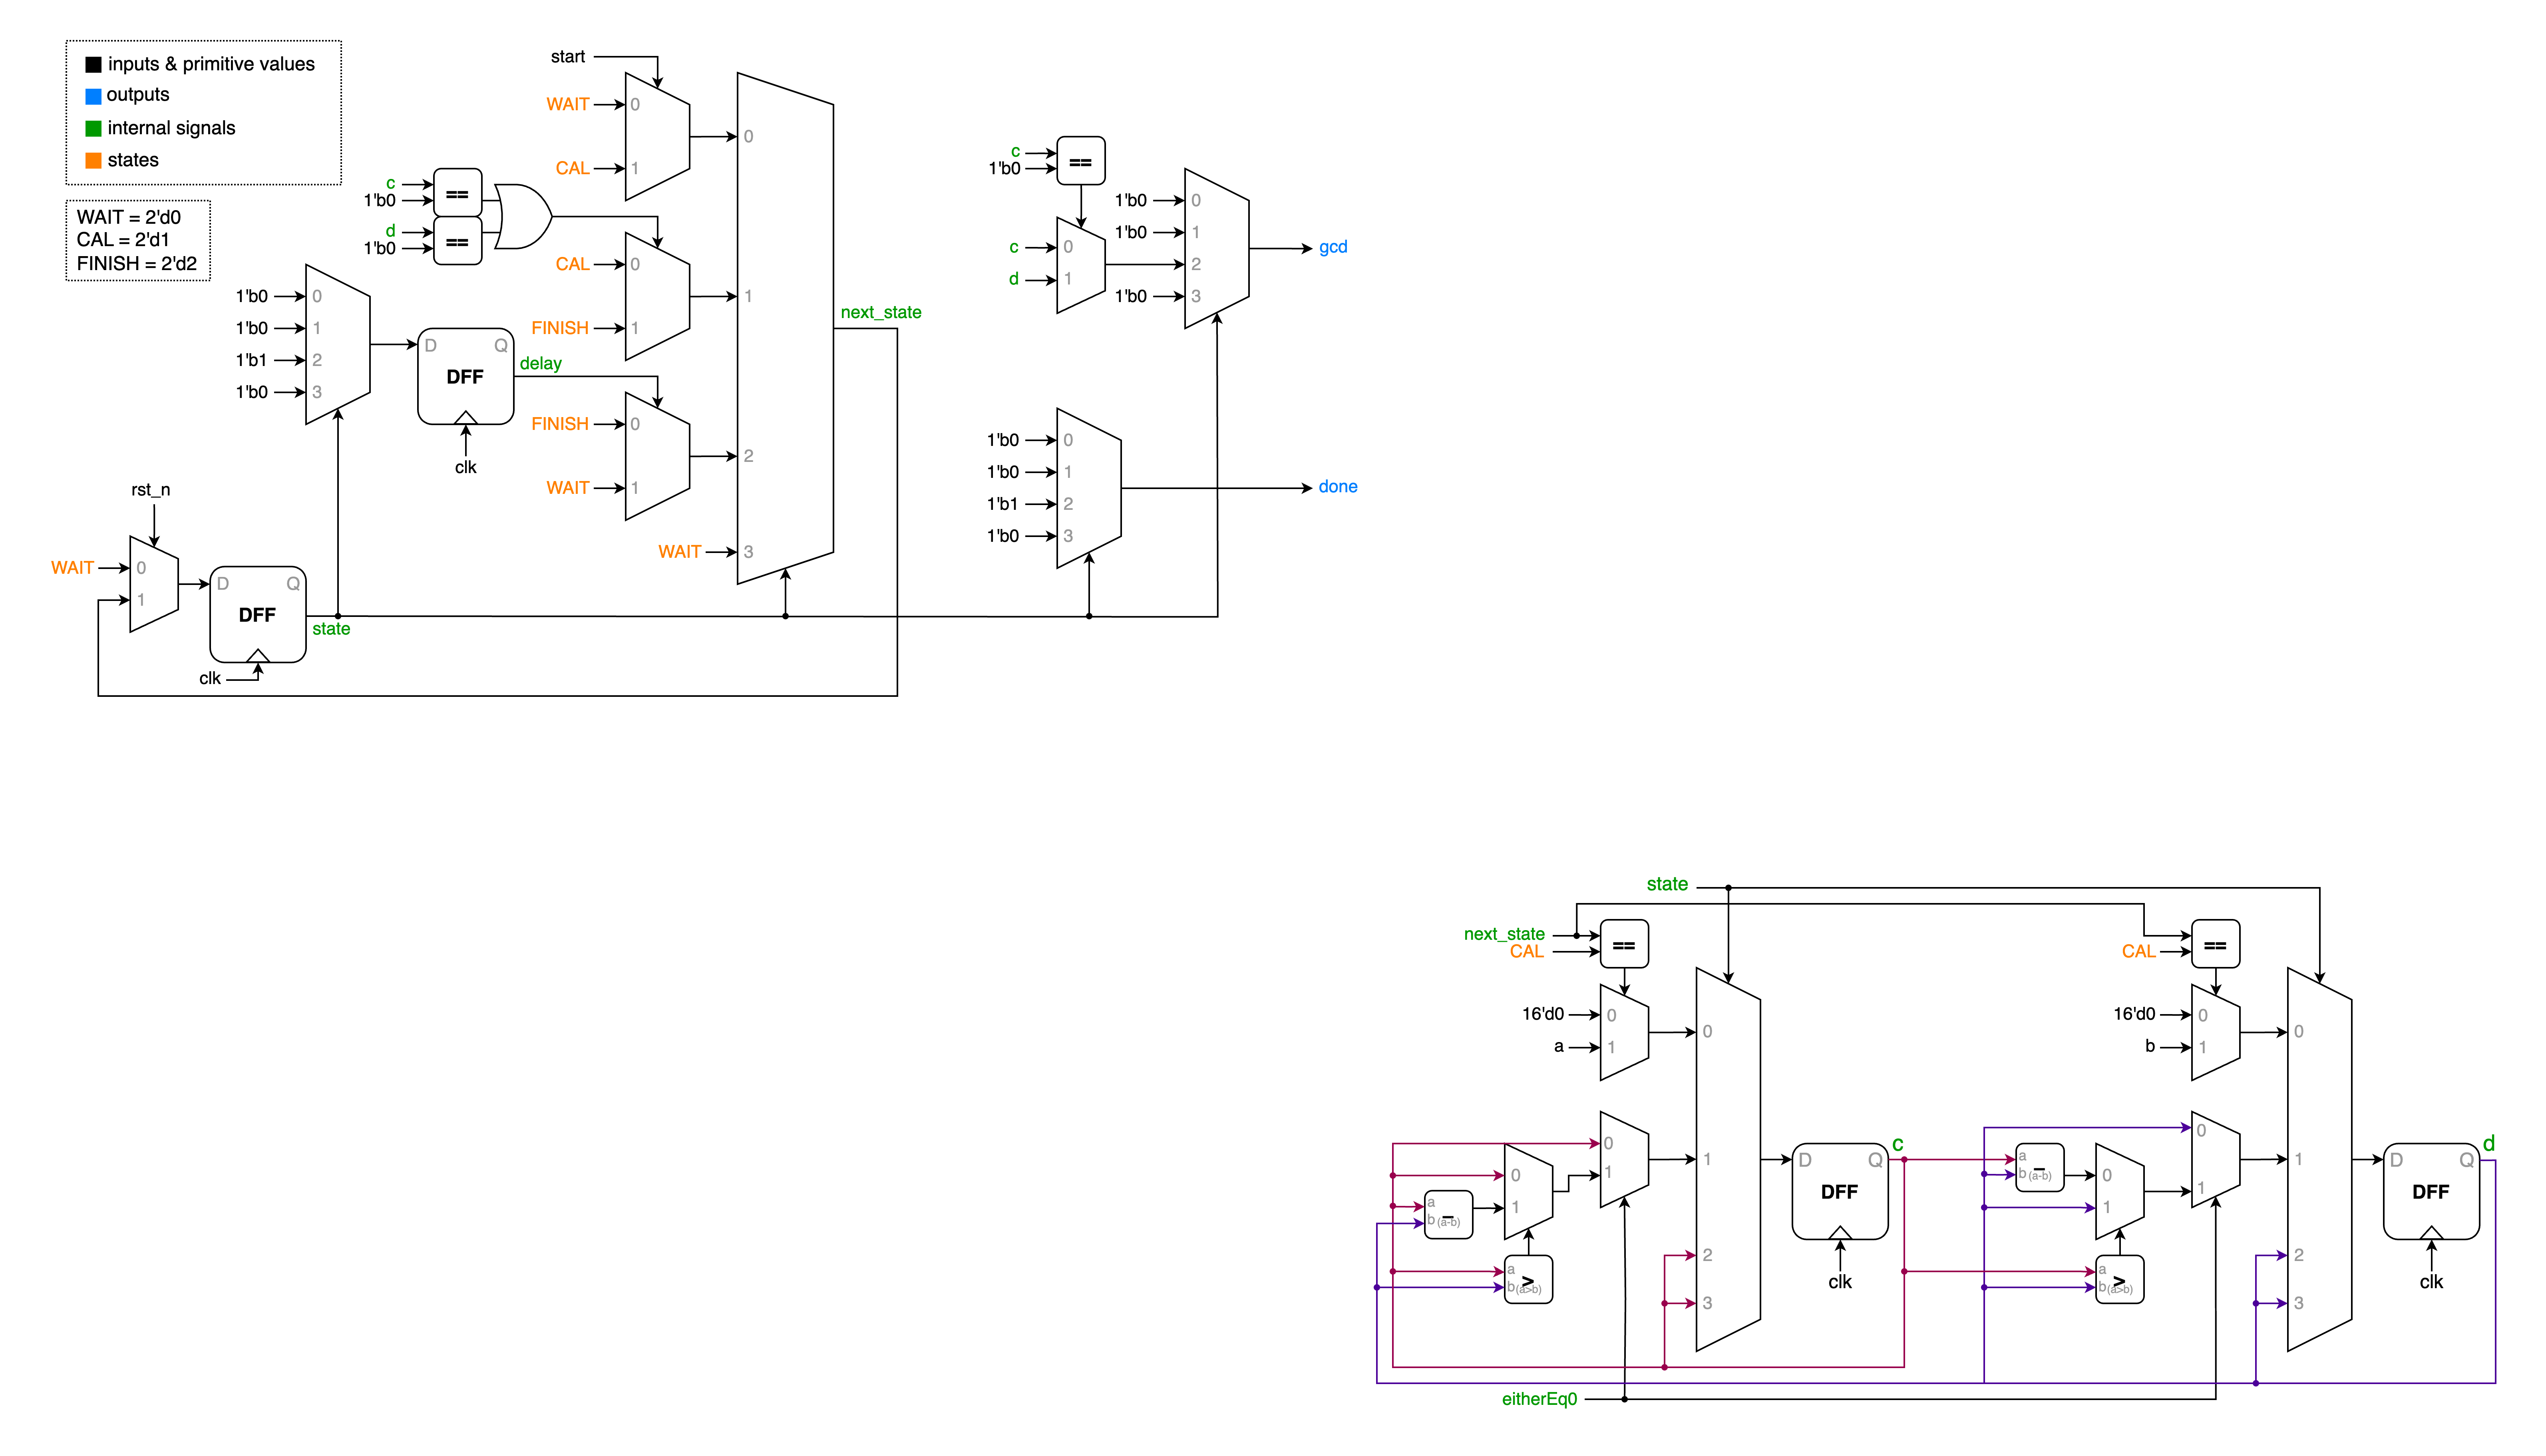 inputs & primitive values
outputs
internal signals
states
WAIT = 2'd0
CAL = 2'd1
FINISH = 2'd2
start
WAIT
0
CAL
1
0
c
1'b0
==
d
1'b0
==
CAL
0
FINISH
1
1
next_state
1'b0
0
1'b0
1
1'b1
2
1'b0
3
D
Q
DFF
delay
clk
FINISH
0
WAIT
1
2
WAIT
3
rst_n
WAIT
0
1
D
Q
DFF
state
clk
c
1'b0
==
c
0
d
1
1'b0
0
1'b0
1
2
1'b0
3
gcd
1'b0
0
1'b0
1
1'b1
2
1'b0
3
done
state
next_state
CAL
==
16'd0
0
a
1
0
0
1
0
1
a
b(a-b)
−
a
b(a>b)
>
1
2
3
D
Q
DFF
c
clk
CAL
==
16'd0
0
b
1
0
0
1
a
b(a-b)
−
0
1
a
b(a>b)
>
1
2
3
D
Q
DFF
d
clk
eitherEq0